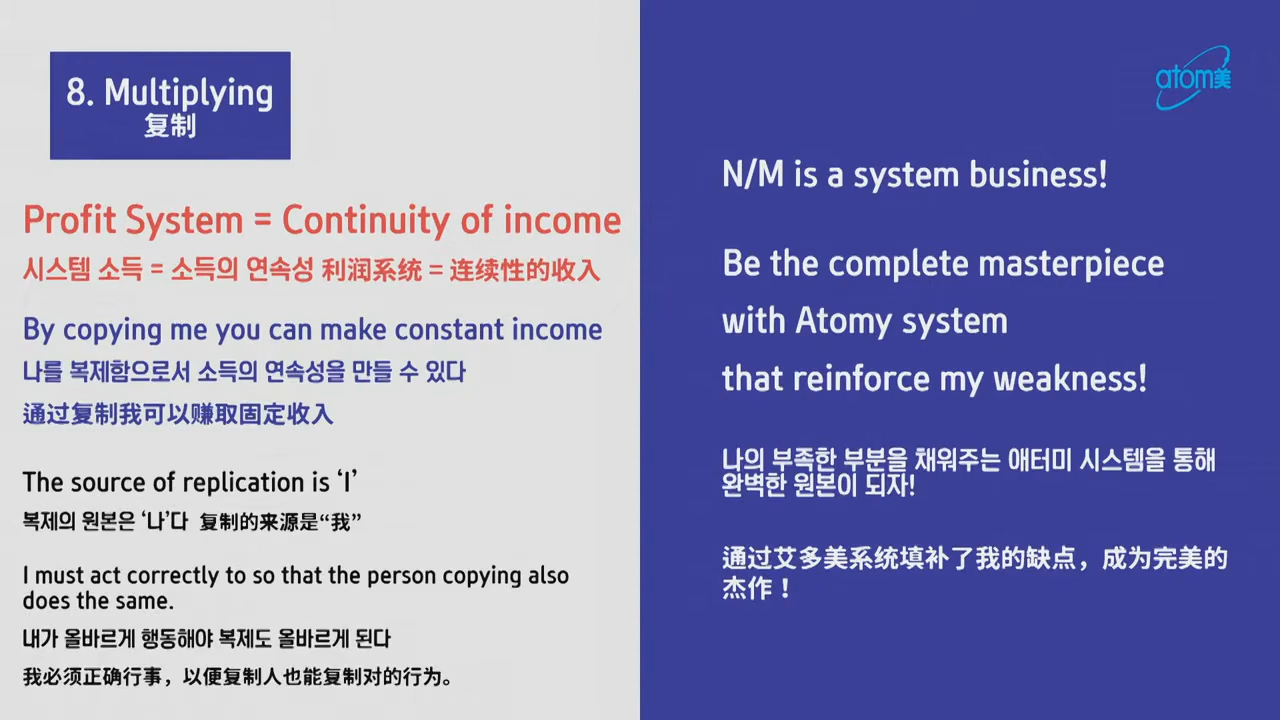 8. Multiplying
复制
Profit System = Continuity of income
시스템 소득 = 소득의 연속성 利润系统 = 连续性的收入
By copying me you can make constant income
나를 복제함으로서 소득의 연속성을 만들 수 있다
通过复制我可以赚取固定收入
The source of replication is ‘I’
복제의 원본은 ‘나’다 复制的来源是“我”
I must act correctly to so that the person copying also
does the same.
내가 올바르게 행동해야 복제도 올바르게 된다
我必须正确行事，以便复制人也能复制对的行为。
atom美
N/M is a system business!
Be the complete masterpiece
with Atomy system
that reinforce my weakness!
나의 부족한 부분을 채워주는 애터미 시스템을 통해
완벽한 원본이 되자!
通过艾多美系统填补了我的缺点，成为完美的
杰作！